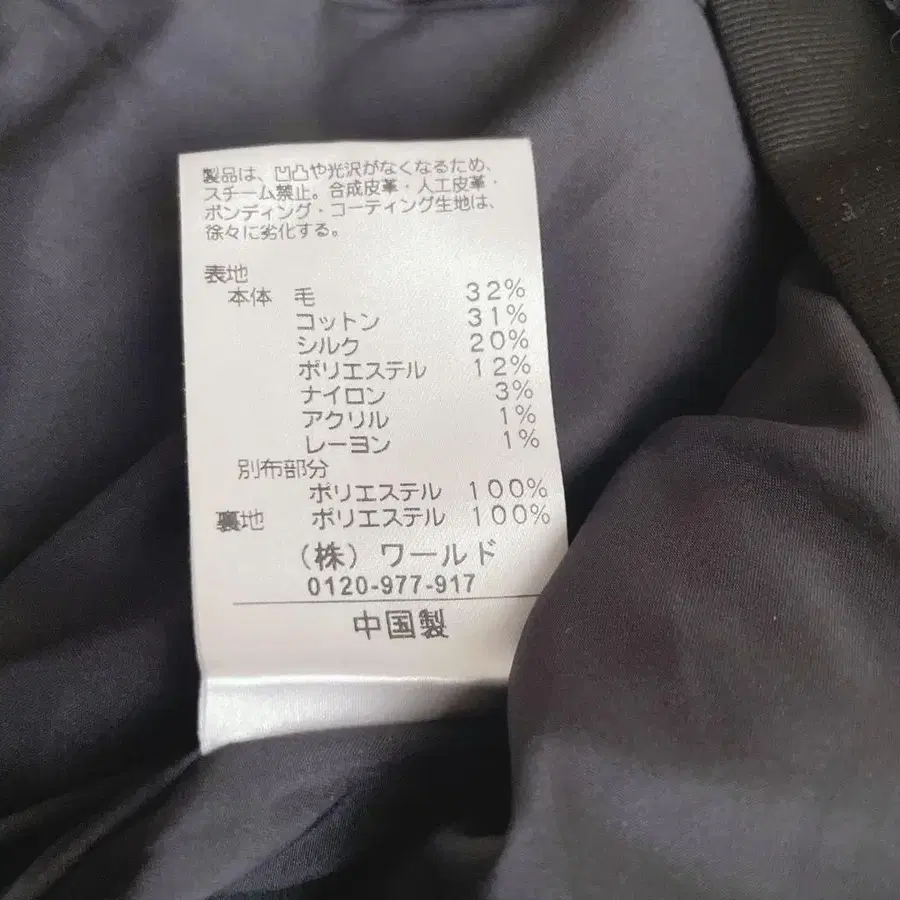 製品は、凹凸や光沢がなくなるため、
スチーム禁止。合成皮革・人工皮革・
ボンディング・コーティング生地は、
徐々に劣化する。
表地
本体 毛 32%
コットン 31%
シルク 20%
ポリエステル 12%
ナイロン 3%
アクリル 1%
レーヨン 1%
別布部分
ポリエステル 100%
裏地 ポリエステル 100%
(株)ワールド
0120-977-917
中国製